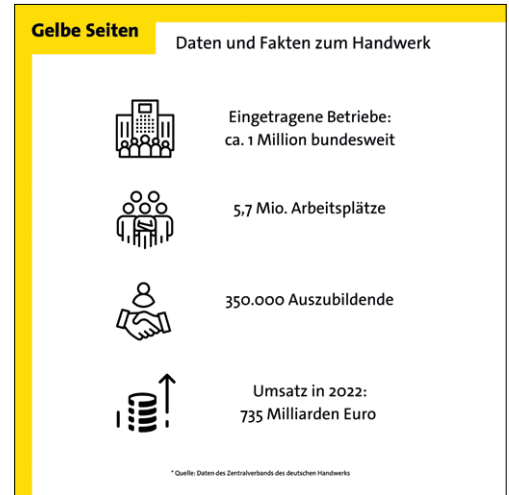 Gelbe Seiten
Daten und Fakten zum Handwerk
Eingetragene Betriebe:
ca. 1 Million bundesweit
5,7 Mio. Arbeitsplätze
350.000 Auszubildende
Umsatz in 2022:
735 Milliarden Euro
* Quelle: Daten des Zentralverbands des deutschen Handwerks